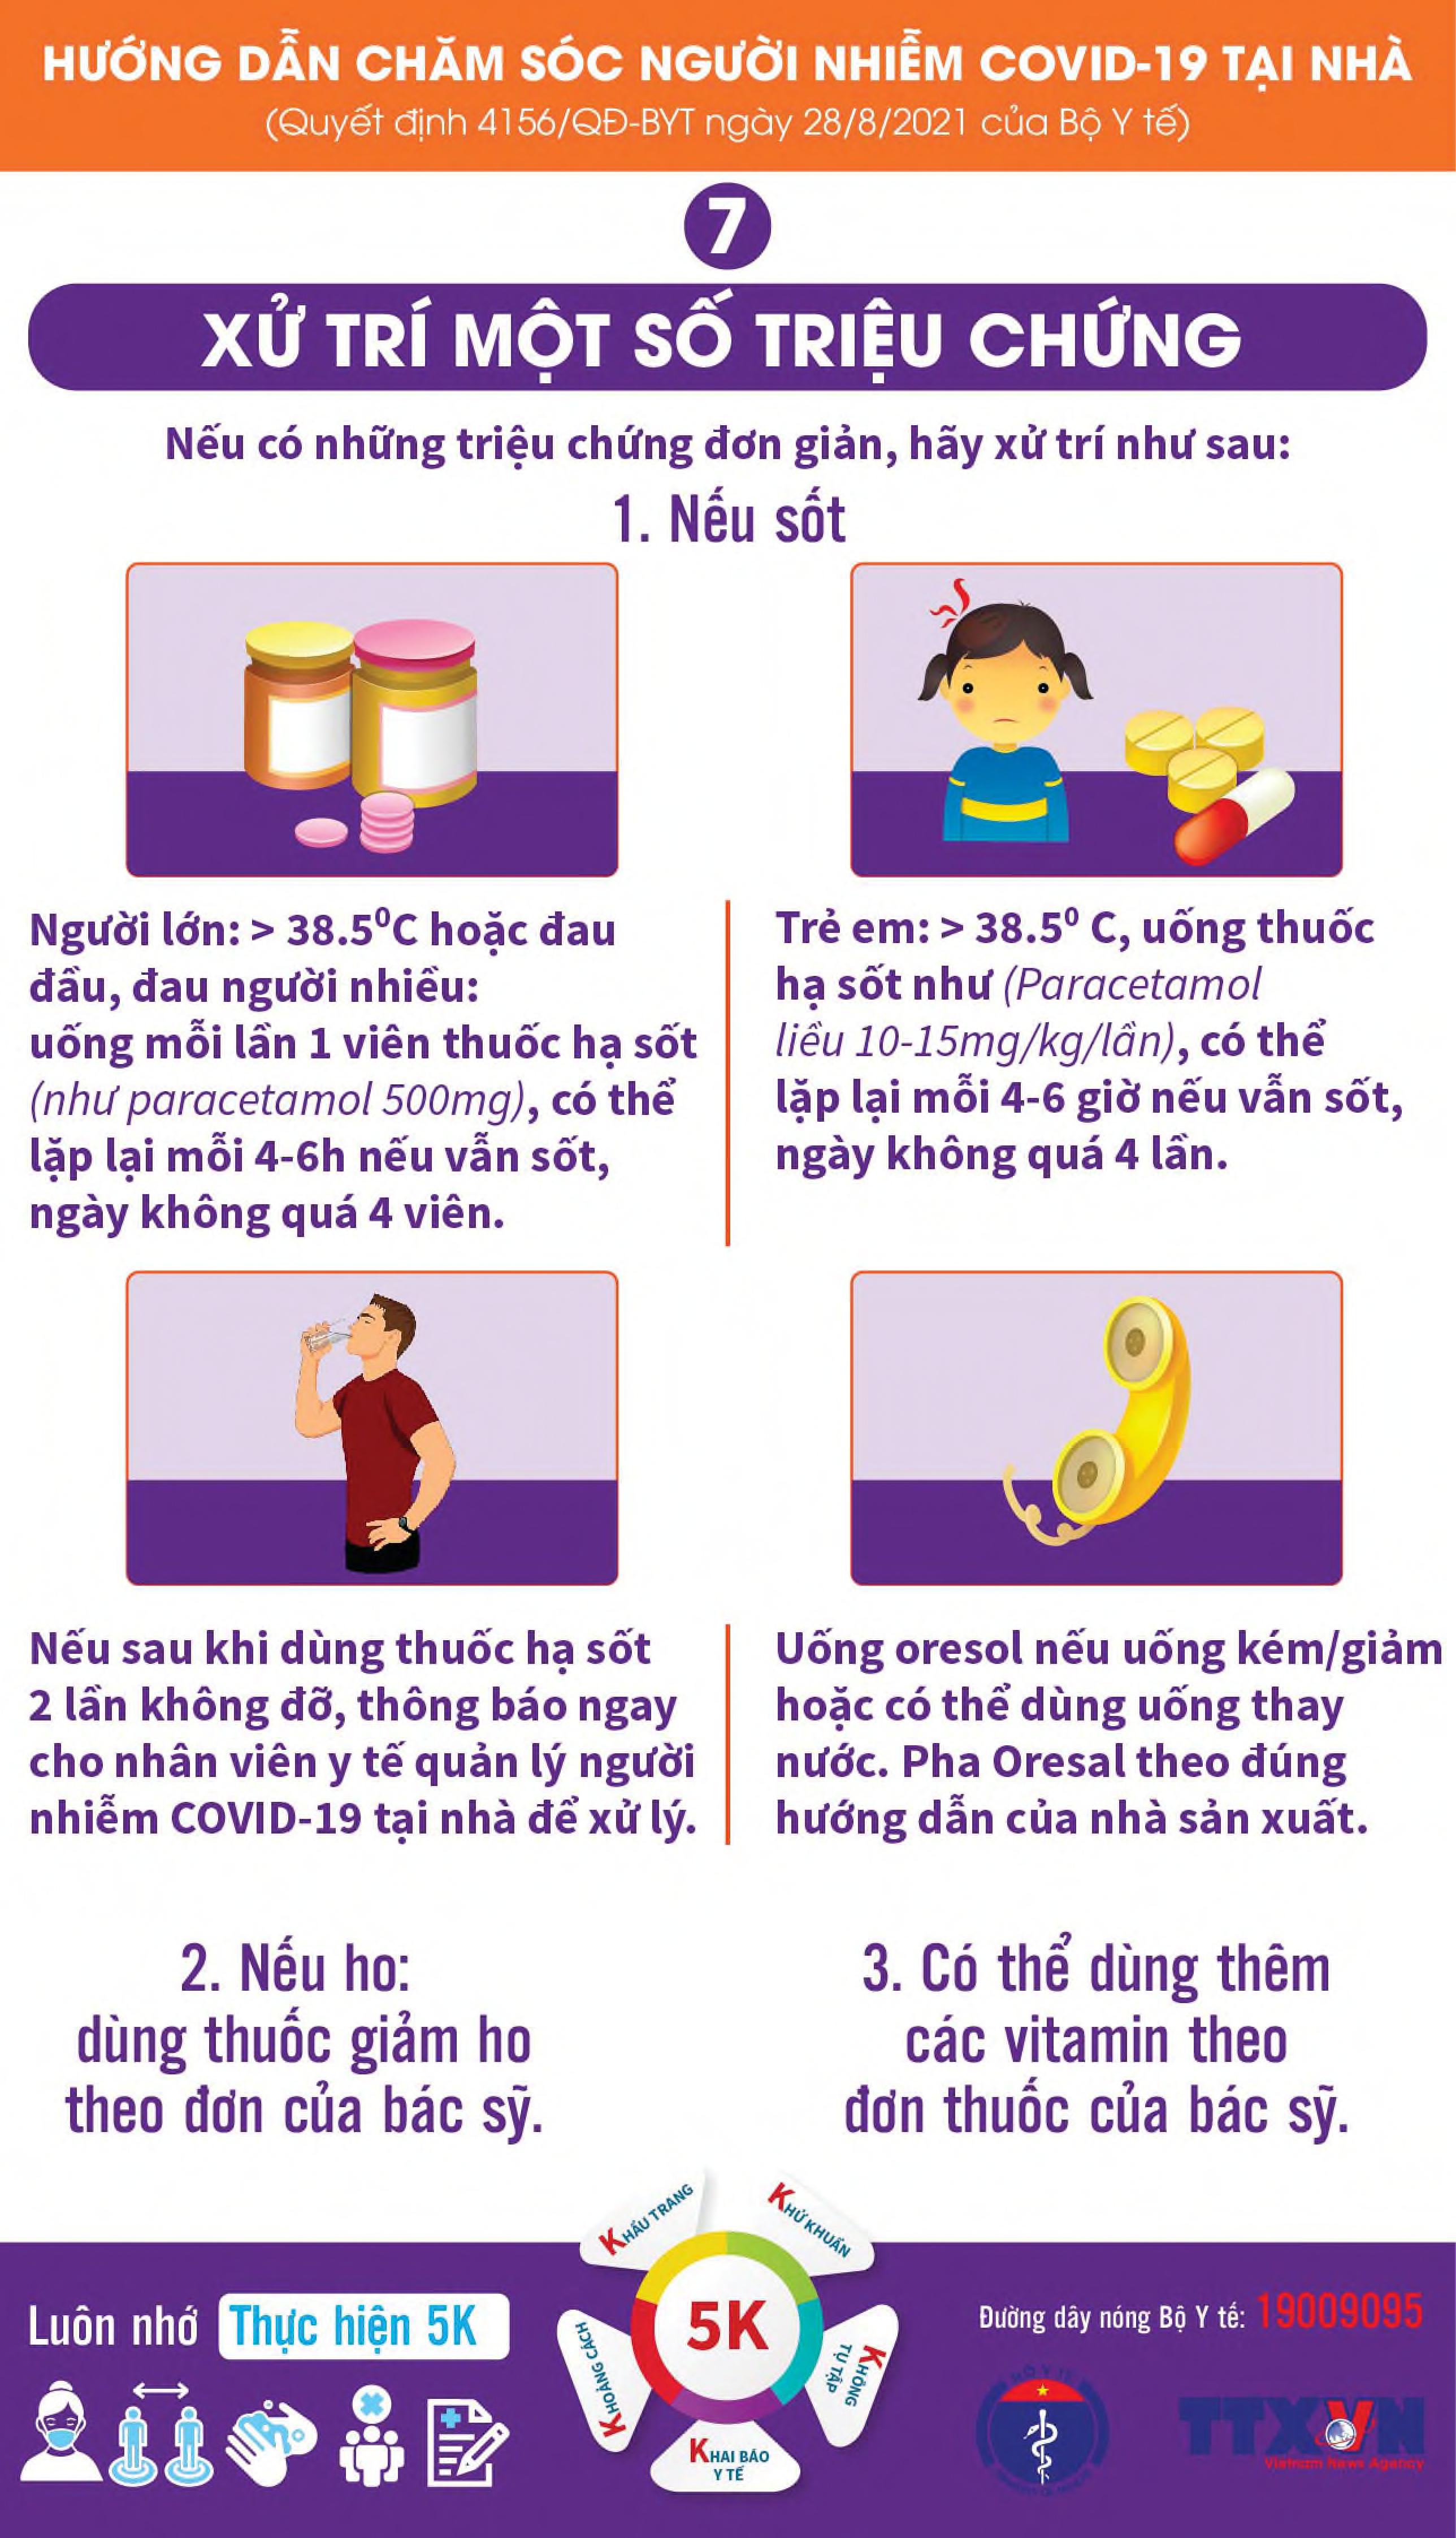 HƯỚNG DẪN CHĂM SÓC NGƯỜI NHIỄM COVID-19 TẠI NHÀ
(Quyết định 4156/QĐ-BYT ngày 28/8/2021 của Bộ Y tế)
7
XỬ TRÍ MỘT SỐ TRIỆU CHỨNG
Nếu có những triệu chứng đơn giản, hãy xử trí như sau:
1. Nếu sốt
Người lớn: > 38.5⁰C hoặc đau
đầu, đau người nhiều:
uống mỗi lần 1 viên thuốc hạ sốt
(như paracetamol 500mg), có thể
lặp lại mỗi 4-6h nếu vẫn sốt,
ngày không quá 4 viên.
Trẻ em: > 38.5⁰ C, uống thuốc
hạ sốt như (Paracetamol
liều 10-15mg/kg/lần), có thể
lặp lại mỗi 4-6 giờ nếu vẫn sốt,
ngày không quá 4 lần.
Nếu sau khi dùng thuốc hạ sốt
2 lần không đỡ, thông báo ngay
cho nhân viên y tế quản lý người
nhiễm COVID-19 tại nhà để xử lý.
Uống oresol nếu uống kém/giảm
hoặc có thể dùng uống thay
nước. Pha Oresal theo đúng
hướng dẫn của nhà sản xuất.
2. Nếu ho:
dùng thuốc giảm ho
theo đơn của bác sỹ.
3. Có thể dùng thêm
các vitamin theo
đơn thuốc của bác sỹ.
Luôn nhớ Thực hiện 5K
KHẨU TRANG
KHỬ KHUẨN
KHOẢNG CÁCH
5K
KHÔNG
TỤ TẬP
KHAI BÁO
Y TẾ
Đường dây nóng Bộ Y tế: 19009095
BỘ Y TẾ
TTXVN
Vietnam News Agency